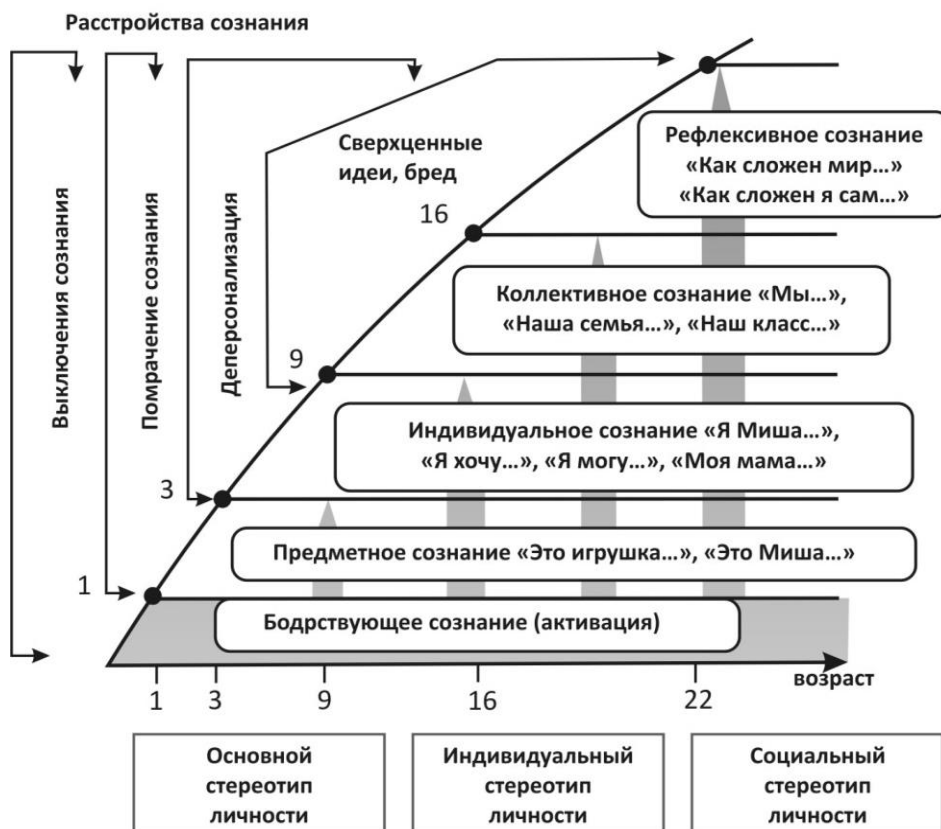 Расстройства сознания
Выключения сознания
Помрачение сознания
Деперсонализация
Сверхценные
идеи, бред
Рефлексивное сознание
«Как сложен мир...»
«Как сложен я сам...»
16
Коллективное сознание «Мы...»,
«Наша семья...», «Наш класс...»
9
Индивидуальное сознание «Я Миша...»,
«Я хочу...», «Я могу...», «Моя мама...»
3
Предметное сознание «Это игрушка...», «Это Миша...»
1
Бодрствующее сознание (активация)
возраст
1 3 9 16 22
Основной
стереотип
личности
Индивидуальный
стереотип
личности
Социальный
стереотип
личности